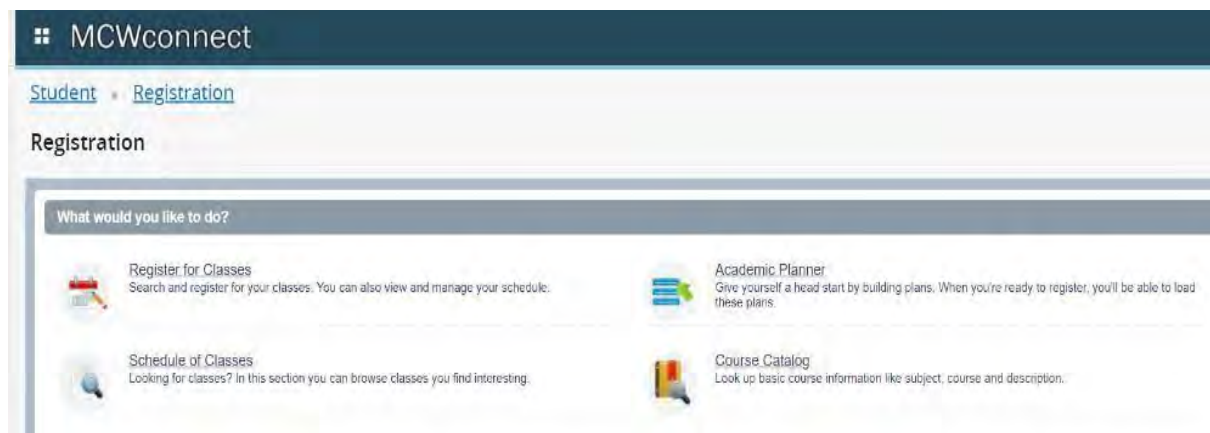 MCWconnect
Student • Registration
Registration
What would you like to do?
Register for Classes
Search and register for your classes. You can also view and manage your schedule.
Academic Planner
Give yourself a head start by building plans. When you're ready to register, you'll be able to load
these plans.
Schedule of Classes
Looking for classes? In this section you can browse classes you find interesting.
Course Catalog
Look up basic course information like subject, course and description.